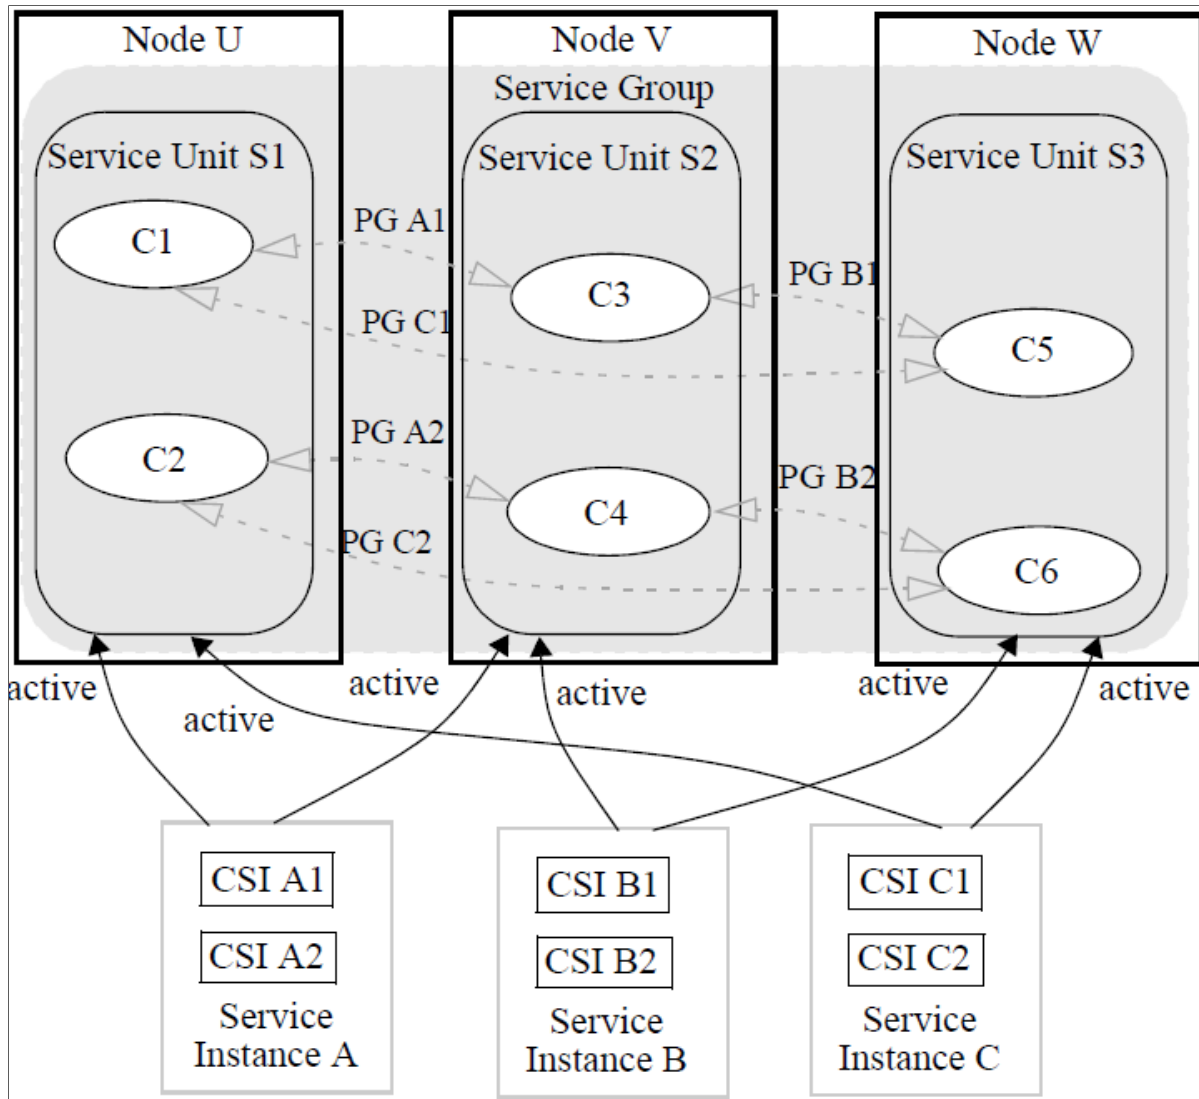 Node U
Node V
Node W
Service Group
Service Unit S1
Service Unit S2
Service Unit S3
C1
PG A1
C3
PG B1
PG C1
C5
C2
PG A2
C4
PG B2
PG C2
C6
active
active
active
active
active
active
CSI A1
CSI A2
Service
Instance A
CSI B1
CSI B2
Service
Instance B
CSI C1
CSI C2
Service
Instance C